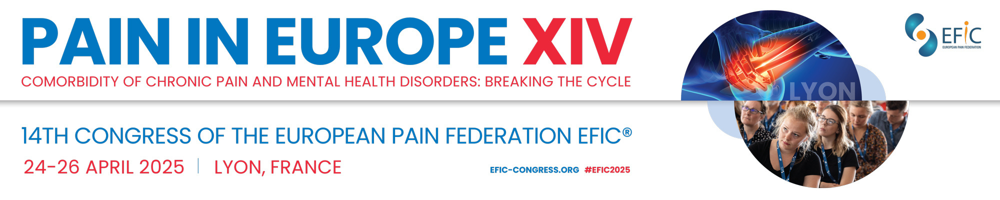 PAIN IN EUROPE XIV
COMORBIDITY OF CHRONIC PAIN AND MENTAL HEALTH DISORDERS: BREAKING THE CYCLE
14TH CONGRESS OF THE EUROPEAN PAIN FEDERATION EFIC®
24-26 APRIL 2025 | LYON, FRANCE
EFIC-CONGRESS.ORG #EFIC2025
LYON
EFiC
EUROPEAN PAIN FEDERATION